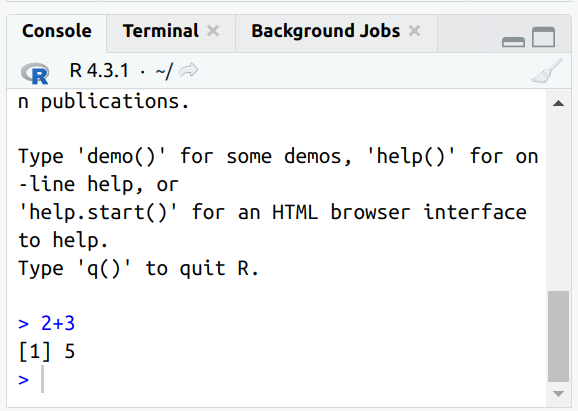 Console Terminal Background Jobs
R R 4.3.1 · ~/
n publications.
Type 'demo()' for some demos, 'help()' for on
-line help, or
'help.start()' for an HTML browser interface
to help.
Type 'q()' to quit R.
> 2+3
[1] 5
>